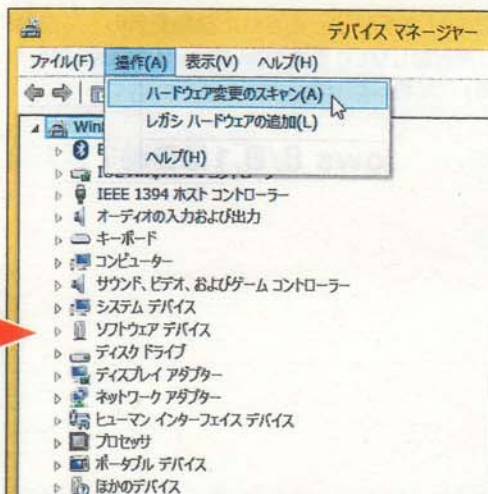 デバイス マネージャー
ファイル(F) 操作(A) 表示(V) ヘルプ(H)
ハードウェア変更のスキャン(A)
レガシ ハードウェアの追加(L)
ヘルプ(H)
Win
IEEE 1394 ホスト コントローラー
オーディオの入力および出力
キーボード
コンピューター
サウンド、ビデオ、およびゲーム コントローラー
システム デバイス
ソフトウェア デバイス
ディスク ドライブ
ディスプレイ アダプター
ネットワーク アダプター
ヒューマン インターフェイス デバイス
プロセッサ
ポータブル デバイス
ほかのデバイス